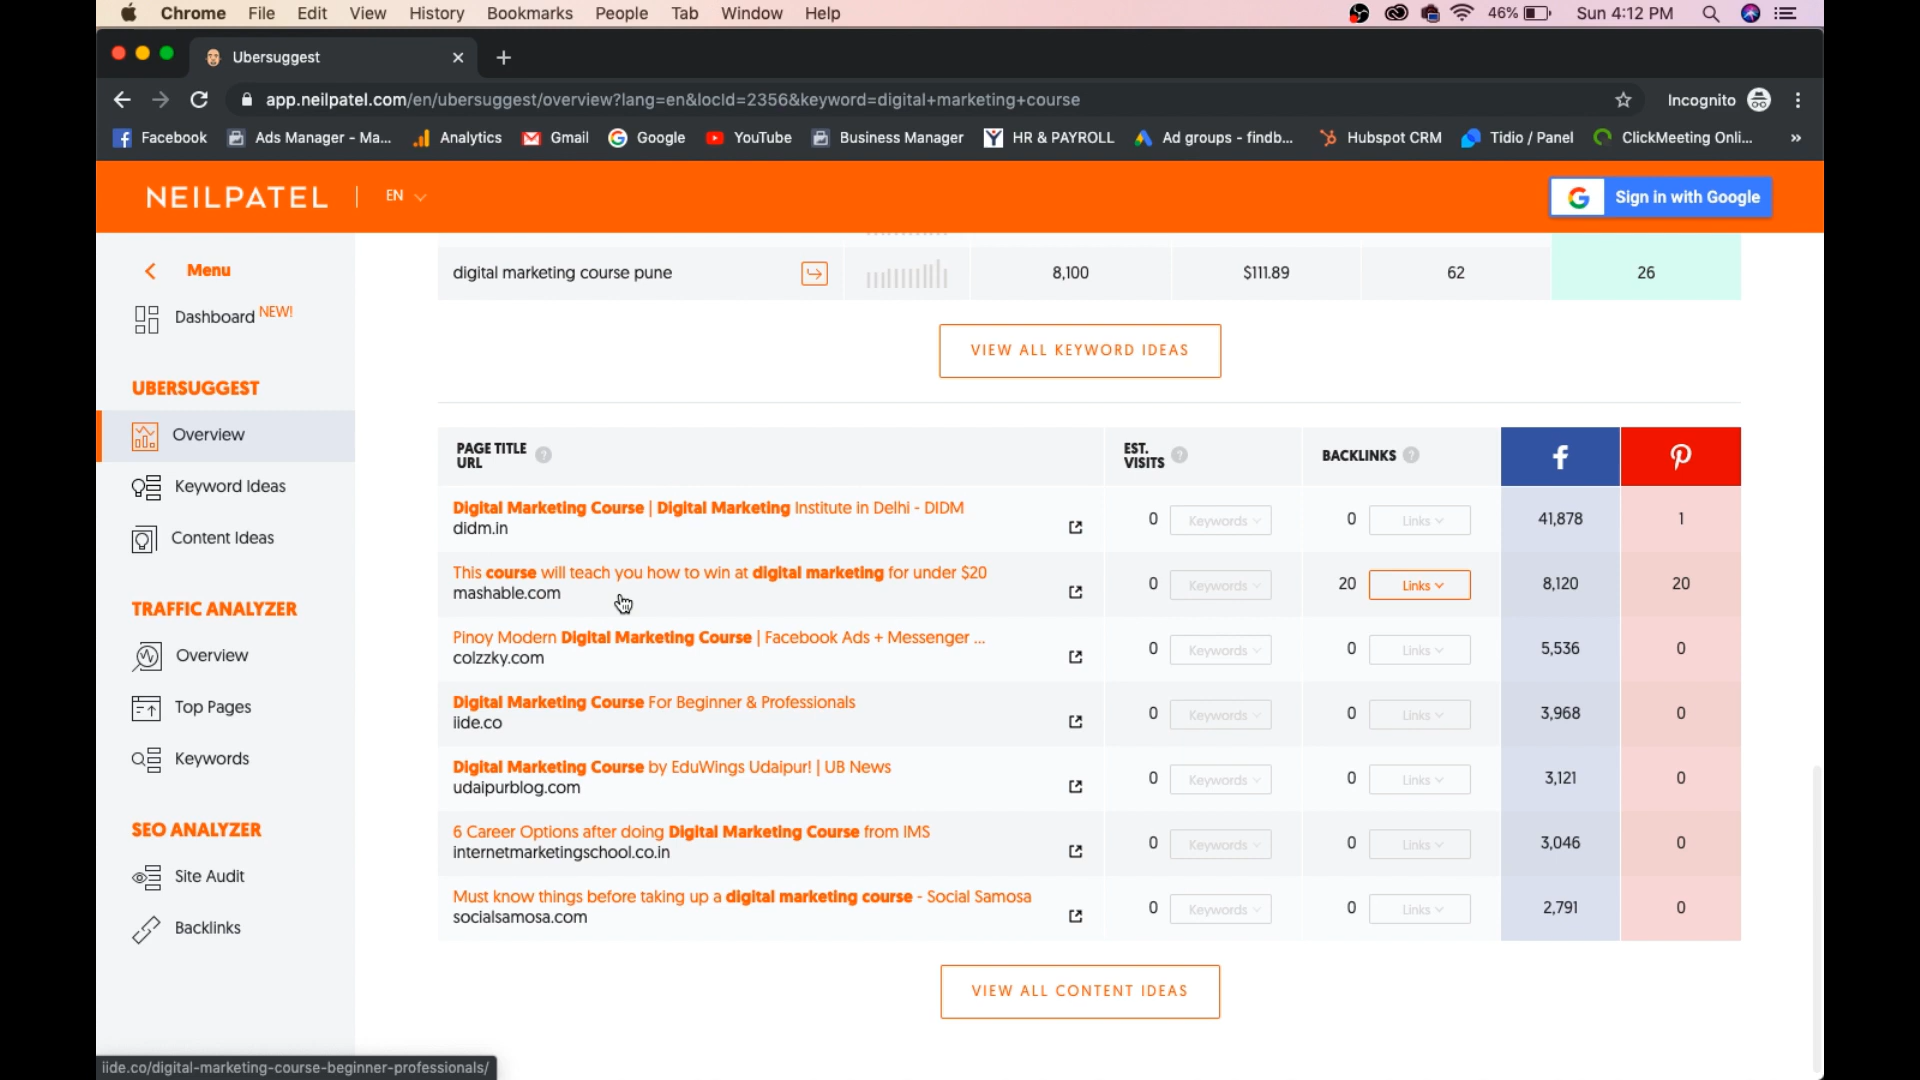 Chrome File Edit View History Bookmarks People Tab Window Help 46% Sun 4:12 PM
Ubersuggest
app.neilpatel.com/en/ubersuggest/overview?lang=en&locId=2356&keyword=digital+marketing+course Incognito
Facebook Ads Manager - Ma... Analytics Gmail Google YouTube Business Manager HR & PAYROLL Ad groups - findb... Hubspot CRM Tidio / Panel ClickMeeting Onli... »
NEILPATEL | EN Sign in with Google
Menu
Dashboard NEW!
UBERSUGGEST
Overview
Keyword Ideas
Content Ideas
TRAFFIC ANALYZER
Overview
Top Pages
Keywords
SEO ANALYZER
Site Audit
Backlinks
digital marketing course pune 8,100 $111.89 62 26
VIEW ALL KEYWORD IDEAS
PAGE TITLE
URL
EST.
VISITS
BACKLINKS
Digital Marketing Course | Digital Marketing Institute in Delhi - DIDM
didm.in
0 Keywords 0 Links 41,878 1
This course will teach you how to win at digital marketing for under $20
mashable.com
0 Keywords 20 Links 8,120 20
Pinoy Modern Digital Marketing Course | Facebook Ads + Messenger ...
colzzky.com
0 Keywords 0 Links 5,536 0
Digital Marketing Course For Beginner & Professionals
iide.co
0 Keywords 0 Links 3,968 0
Digital Marketing Course by EduWings Udaipur! | UB News
udaipurblog.com
0 Keywords 0 Links 3,121 0
6 Career Options after doing Digital Marketing Course from IMS
internetmarketingschool.co.in
0 Keywords 0 Links 3,046 0
Must know things before taking up a digital marketing course - Social Samosa
socialsamosa.com
0 Keywords 0 Links 2,791 0
VIEW ALL CONTENT IDEAS
iide.co/digital-marketing-course-beginner-professionals/